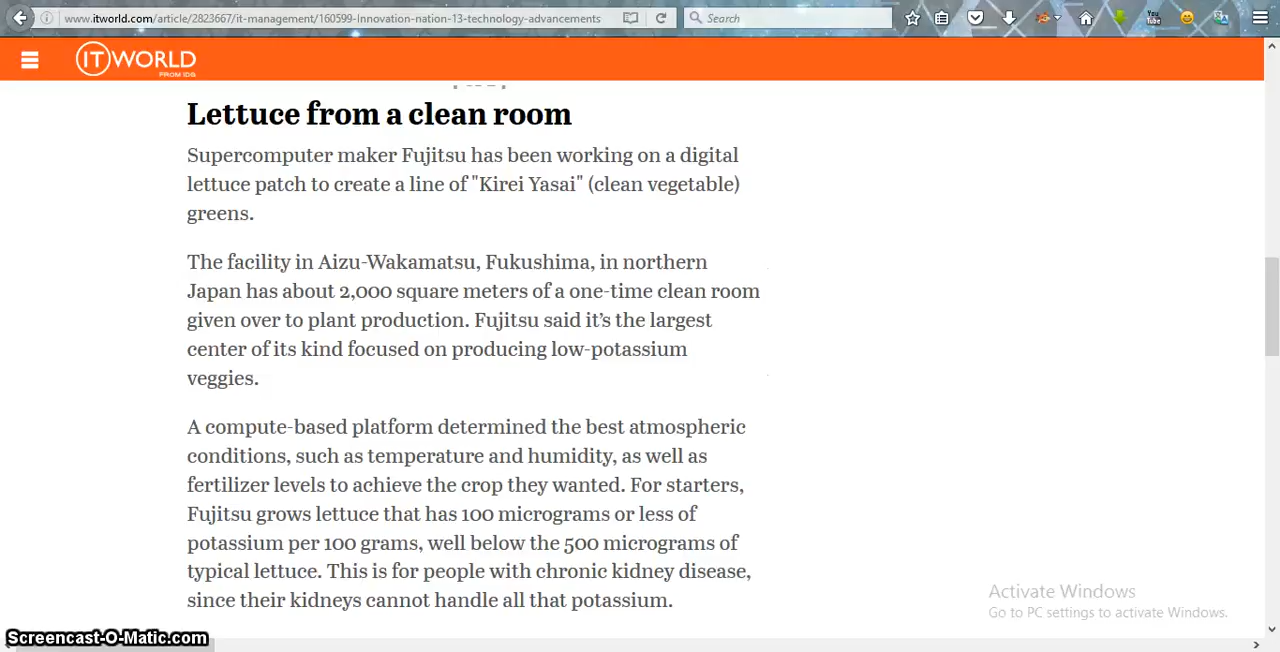 www.itworld.com/article/2823667/it-management/160599-Innovation-nation-13-technology-advancements
Search
You Tube
ITWORLD
FROM IDG
Lettuce from a clean room
Supercomputer maker Fujitsu has been working on a digital
lettuce patch to create a line of "Kirei Yasai" (clean vegetable)
greens.
The facility in Aizu-Wakamatsu, Fukushima, in northern
Japan has about 2,000 square meters of a one-time clean room
given over to plant production. Fujitsu said it's the largest
center of its kind focused on producing low-potassium
veggies.
A compute-based platform determined the best atmospheric
conditions, such as temperature and humidity, as well as
fertilizer levels to achieve the crop they wanted. For starters,
Fujitsu grows lettuce that has 100 micrograms or less of
potassium per 100 grams, well below the 500 micrograms of
typical lettuce. This is for people with chronic kidney disease,
since their kidneys cannot handle all that potassium.
Activate Windows
Go to PC settings to activate Windows.
Screencast-O-Matic.com